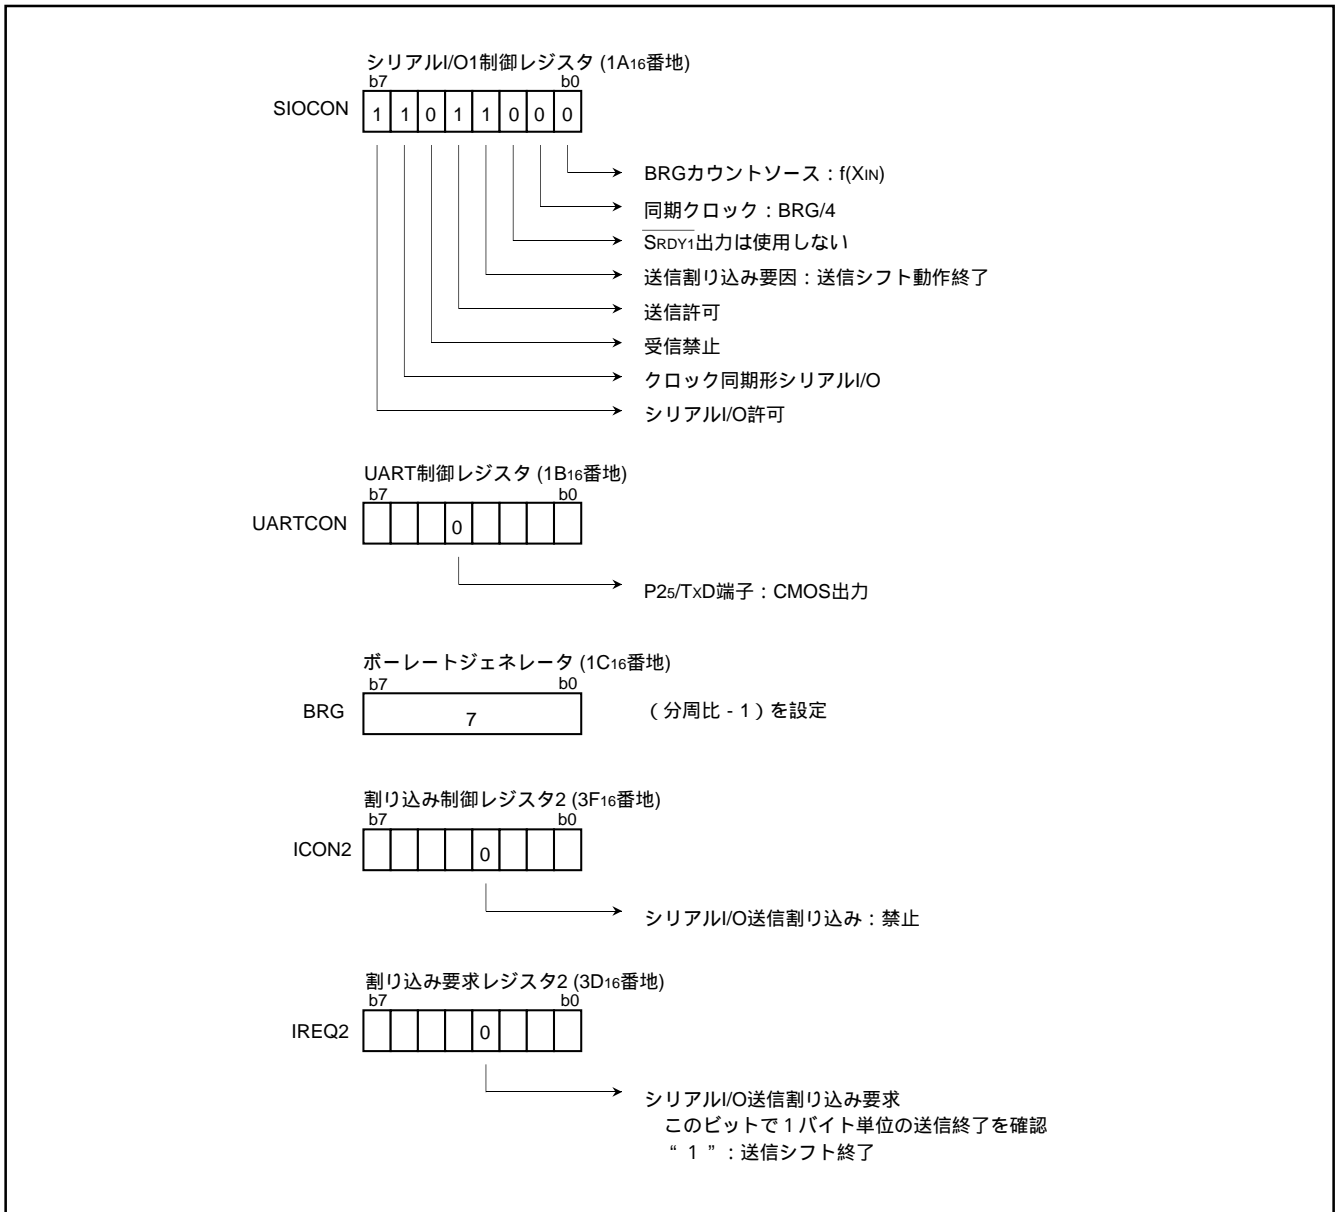 シリアルI/O1制御レジスタ (1A16番地)
b7 b0
SIOCON 1 1 0 1 1 0 0 0
BRGカウントソース：f(XIN)
同期クロック：BRG/4
SRDY1出力は使用しない
送信割り込み要因：送信シフト動作終了
送信許可
受信禁止
クロック同期形シリアルI/O
シリアルI/O許可
UART制御レジスタ (1B16番地)
b7 b0
UARTCON 0
P25/TXD端子：CMOS出力
ボーレートジェネレータ (1C16番地)
b7 b0
BRG 7 （分周比 - 1）を設定
割り込み制御レジスタ2 (3F16番地)
b7 b0
ICON2 0
シリアルI/O送信割り込み：禁止
割り込み要求レジスタ2 (3D16番地)
b7 b0
IREQ2 0
シリアルI/O送信割り込み要求
このビットで１バイト単位の送信終了を確認
“１”：送信シフト終了